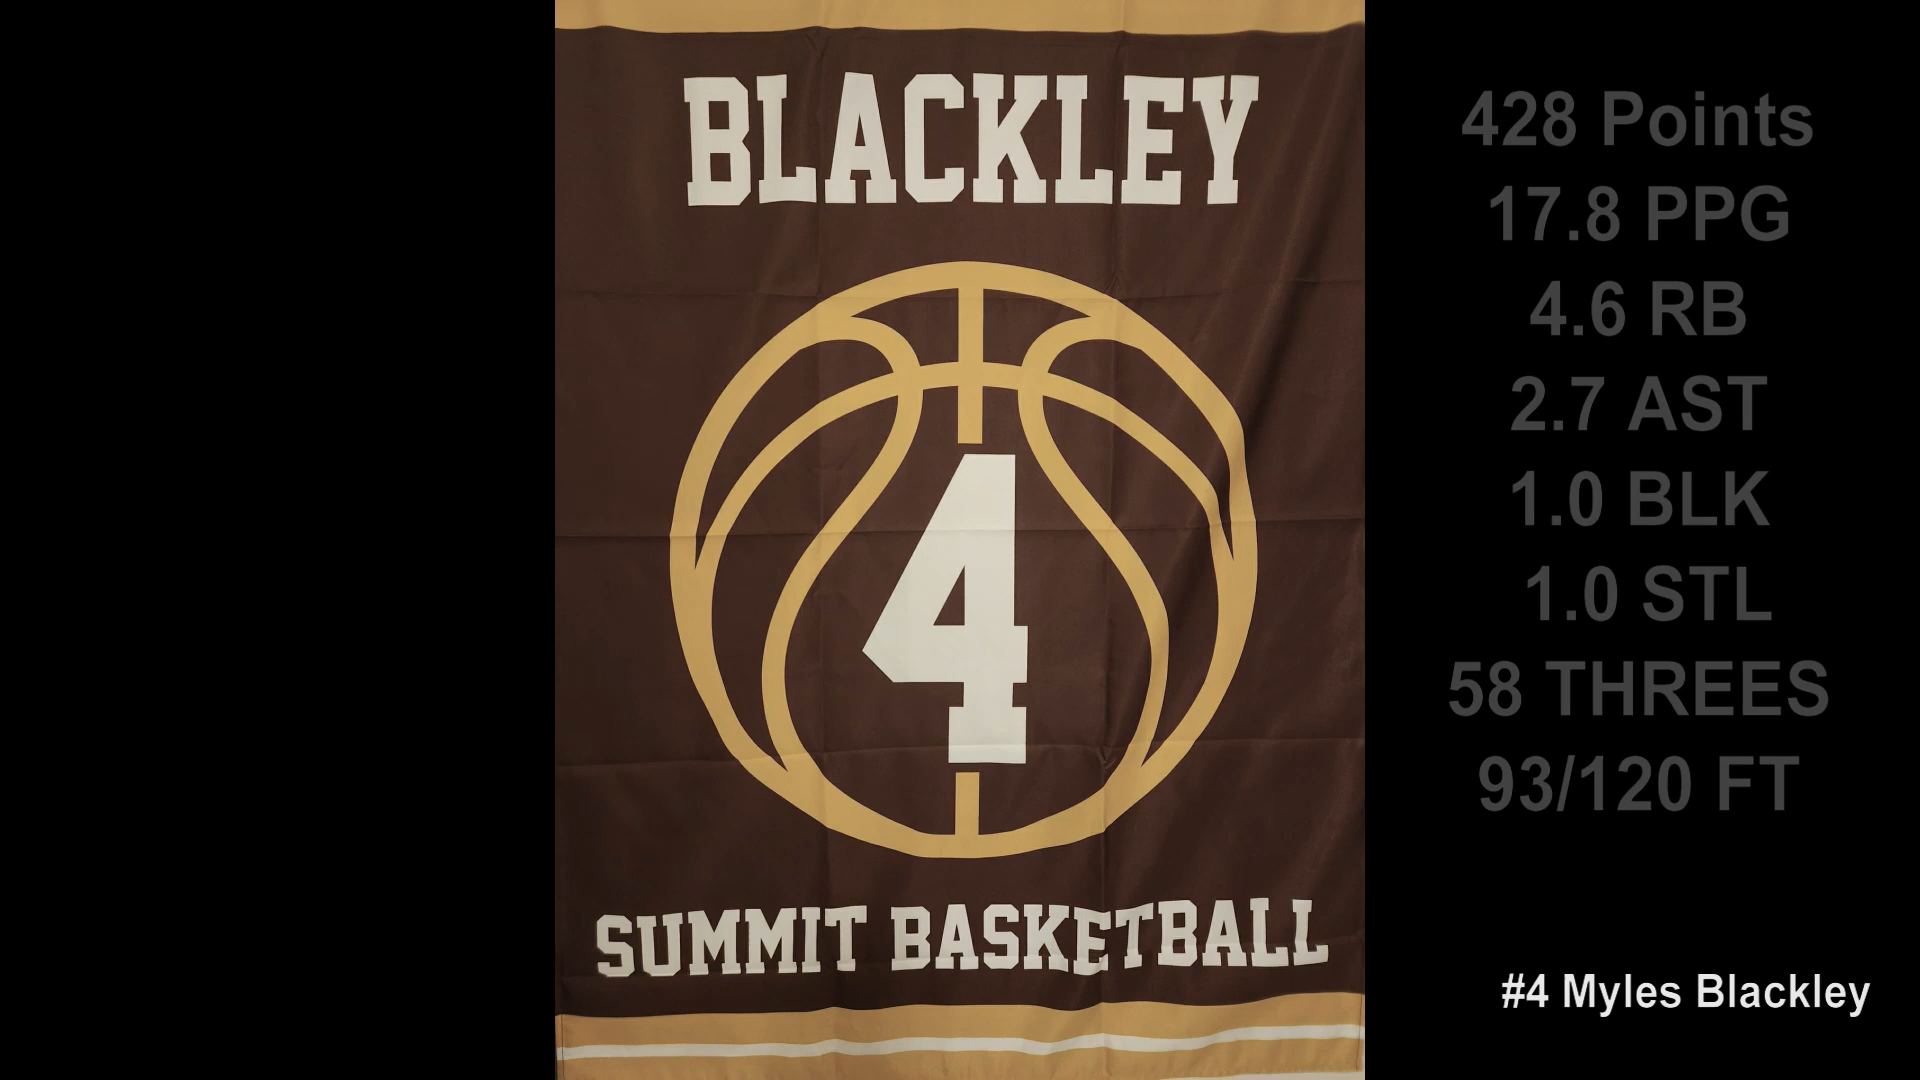 BLACKLEY
4
SUMMIT BASKETBALL
428 Points
17.8 PPG
4.6 RB
2.7 AST
1.0 BLK
1.0 STL
58 THREES
93/120 FT
#4 Myles Blackley